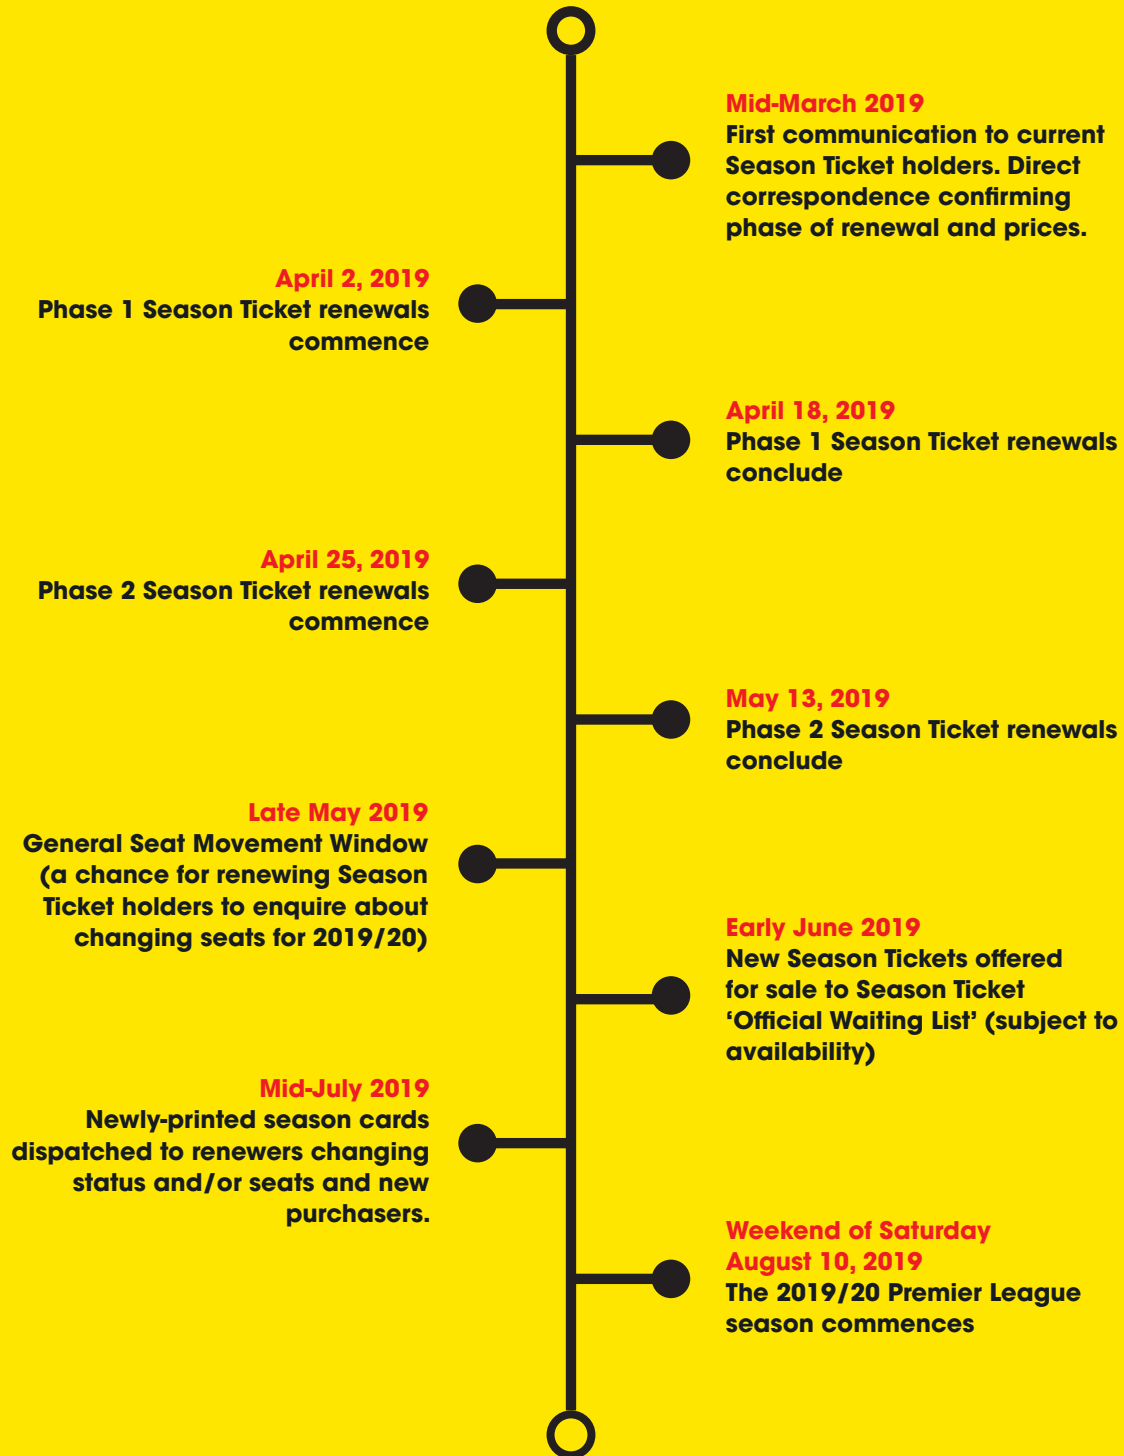 Mid-March 2019
First communication to current
Season Ticket holders. Direct
correspondence confirming
phase of renewal and prices.
April 2, 2019
Phase 1 Season Ticket renewals
commence
April 18, 2019
Phase 1 Season Ticket renewals
conclude
April 25, 2019
Phase 2 Season Ticket renewals
commence
May 13, 2019
Phase 2 Season Ticket renewals
conclude
Late May 2019
General Seat Movement Window
(a chance for renewing Season
Ticket holders to enquire about
changing seats for 2019/20)
Early June 2019
New Season Tickets offered
for sale to Season Ticket
‘Official Waiting List’ (subject to
availability)
Mid-July 2019
Newly-printed season cards
dispatched to renewers changing
status and/or seats and new
purchasers.
Weekend of Saturday
August 10, 2019
The 2019/20 Premier League
season commences